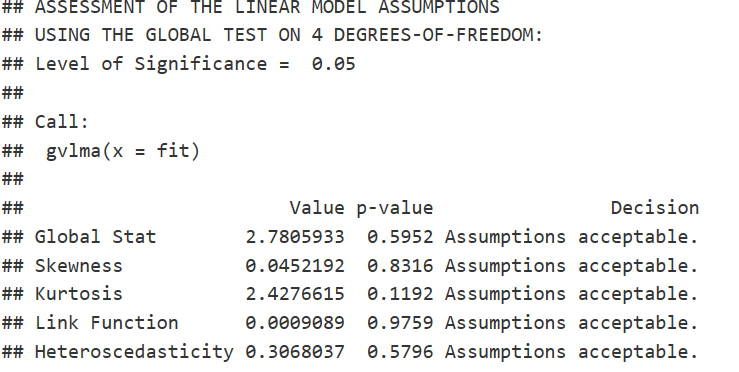 ## ASSESSMENT OF THE LINEAR MODEL ASSUMPTIONS
## USING THE GLOBAL TEST ON 4 DEGREES-OF-FREEDOM:
## Level of Significance =  0.05
##
## Call:
##  gvlma(x = fit)
##
##                        Value p-value                Decision
## Global Stat        2.7805933  0.5952 Assumptions acceptable.
## Skewness           0.0452192  0.8316 Assumptions acceptable.
## Kurtosis           2.4276615  0.1192 Assumptions acceptable.
## Link Function      0.0009089  0.9759 Assumptions acceptable.
## Heteroscedasticity 0.3068037  0.5796 Assumptions acceptable.